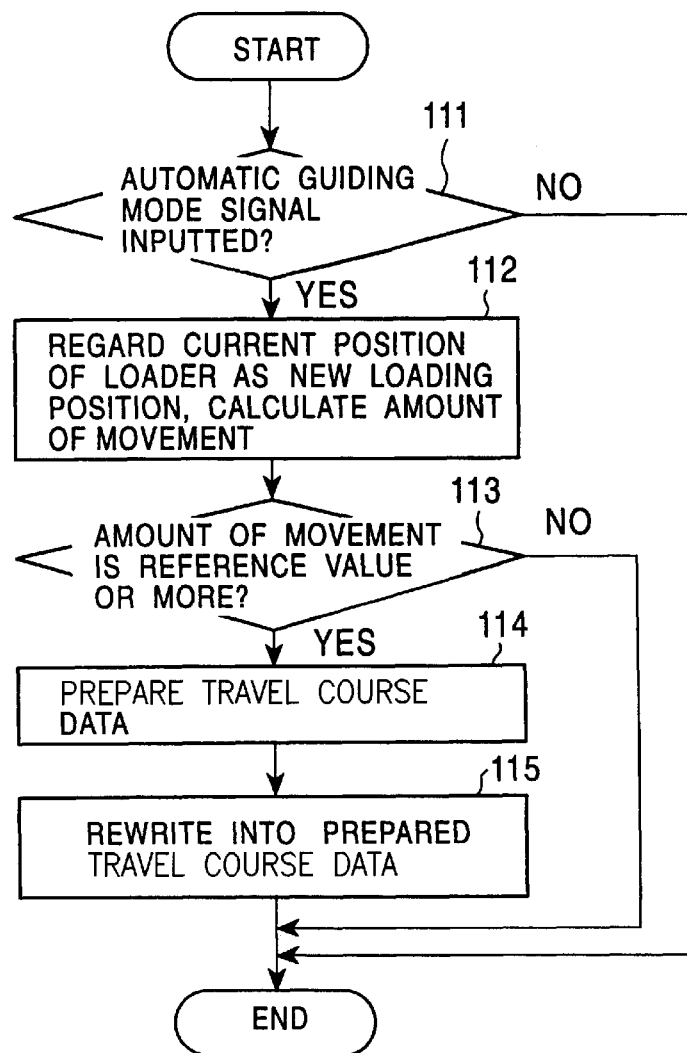 START
111
AUTOMATIC GUIDING
MODE SIGNAL
INPUTTED?
NO
YES
112
REGARD CURRENT POSITION
OF LOADER AS NEW LOADING
POSITION, CALCULATE AMOUNT
OF MOVEMENT
113
AMOUNT OF MOVEMENT
IS REFERENCE VALUE
OR MORE?
NO
YES
114
PREPARE TRAVEL COURSE
DATA
115
REWRITE INTO PREPARED
TRAVEL COURSE DATA
END